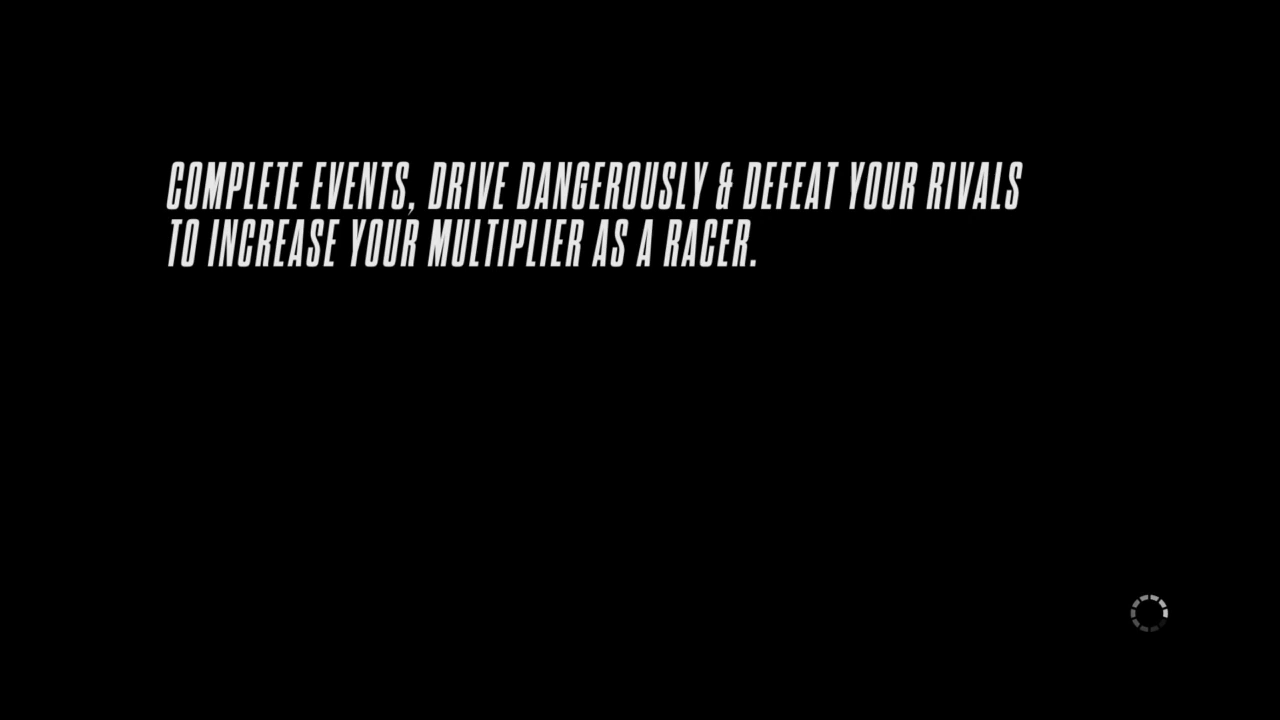 COMPLETE EVENTS, DRIVE DANGEROUSLY & DEFEAT YOUR RIVALS
TO INCREASE YOUR MULTIPLIER AS A RACER.